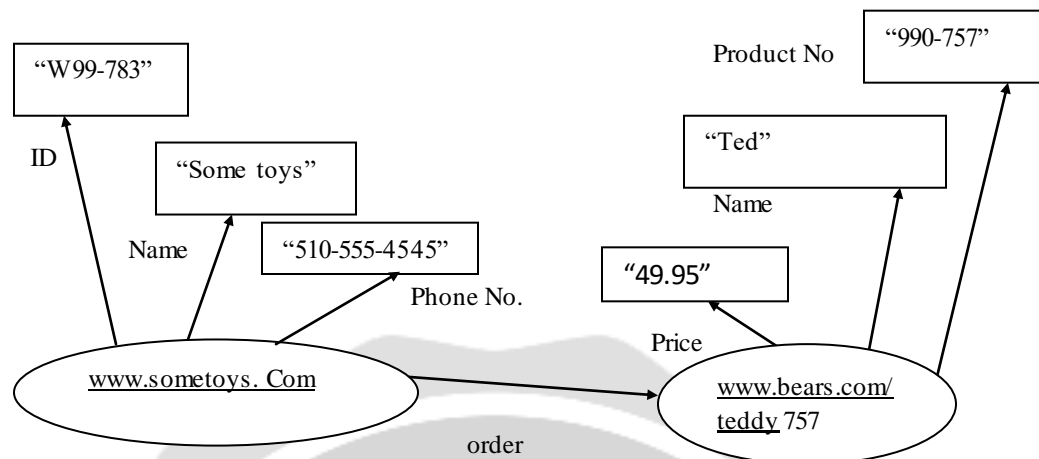 “W99-783”
ID
“Some toys”
Name
“510-555-4545”
Phone No.
www.sometoys. Com
order
Product No
“990-757”
“Ted”
Name
“49.95”
Price
www.bears.com/
teddy 757